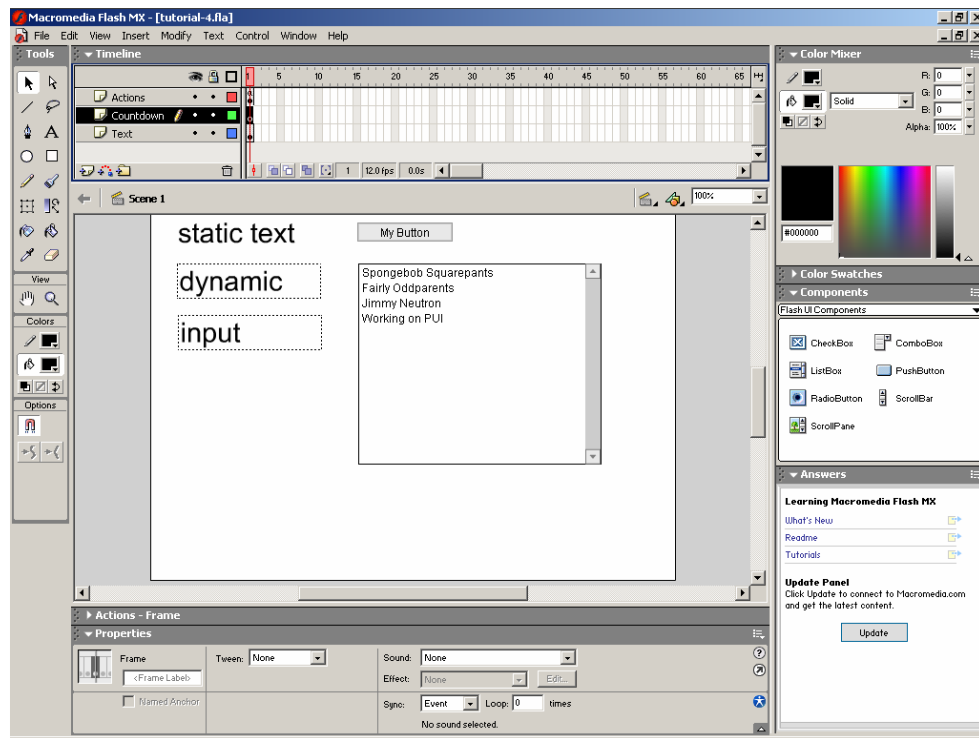 Macromedia Flash MX - [tutorial-4.fla]
File Edit View Insert Modify Text Control Window Help
Tools
Timeline
1 5 10 15 20 25 30 35 40 45 50 55 60 65
Actions
Countdown
Text
1 12.0 fps 0.0s
Scene 1
100%
View
Colors
Options
static text
My Button
dynamic
input
Spongebob Squarepants
Fairly Oddparents
Jimmy Neutron
Working on PUI
Actions - Frame
Properties
Frame
<Frame Label>
Named Anchor
Tween: None
Sound: None
Effect: None Edit...
Sync: Event Loop: 0 times
No sound selected.
Color Mixer
R: 0
Solid
G: 0
B: 0
Alpha: 100%
#000000
Color Swatches
Components
Flash UI Components
CheckBox ComboBox
ListBox PushButton
RadioButton ScrollBar
ScrollPane
Answers
Learning Macromedia Flash MX
What's New
Readme
Tutorials
Update Panel
Click Update to connect to Macromedia.com
and get the latest content.
Update